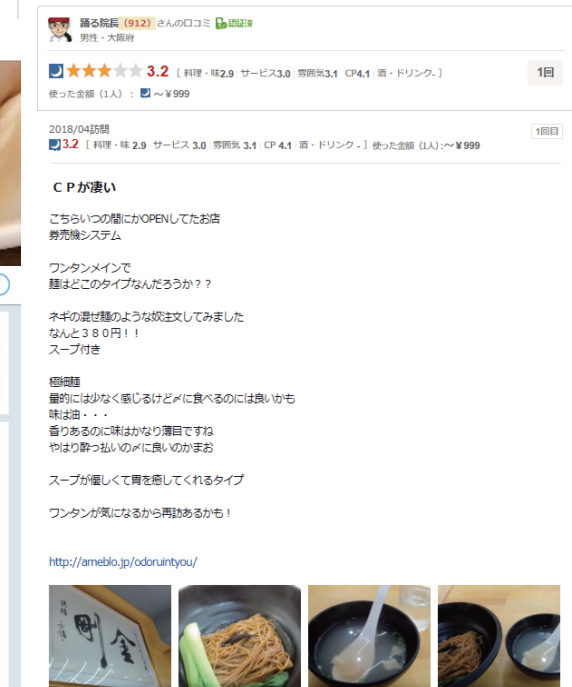 踊る院長（912）さんの口コミ 認証済
男性・大阪府
3.2 [ 料理・味2.9 サービス3.0 雰囲気3.1 CP4.1 酒・ドリンク- ]
1回
使った金額（1人）： ～￥999
2018/04訪問
1回目
3.2 [ 料理・味 2.9 サービス 3.0 雰囲気 3.1 CP 4.1 酒・ドリンク - ] 使った金額（1人）：～￥999
ＣＰが凄い
こちらいつの間にかOPENしてたお店
券売機システム
ワンタンメインで
麺はどこのタイプなんだろうか？？
ネギの混ぜ麺のような奴注文してみました
なんと３８０円！！
スープ付き
極細麺
量的には少なく感じるけど〆に食べるのには良いかも
味は油・・・
香りあるのに味はかなり薄目ですね
やはり酔っ払いの〆に良いのかまお
スープが優しくて胃を癒してくれるタイプ
ワンタンが気になるから再訪あるかも！
http://ameblo.jp/odoruintyou/
剛金